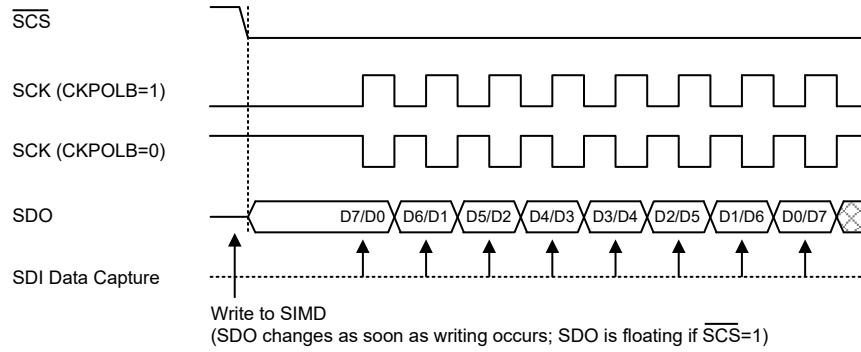 S̅C̅S̅
SCK (CKPOLB=1)
SCK (CKPOLB=0)
SDO D7/D0 D6/D1 D5/D2 D4/D3 D3/D4 D2/D5 D1/D6 D0/D7
SDI Data Capture
Write to SIMD
(SDO changes as soon as writing occurs; SDO is floating if S̅C̅S̅=1)